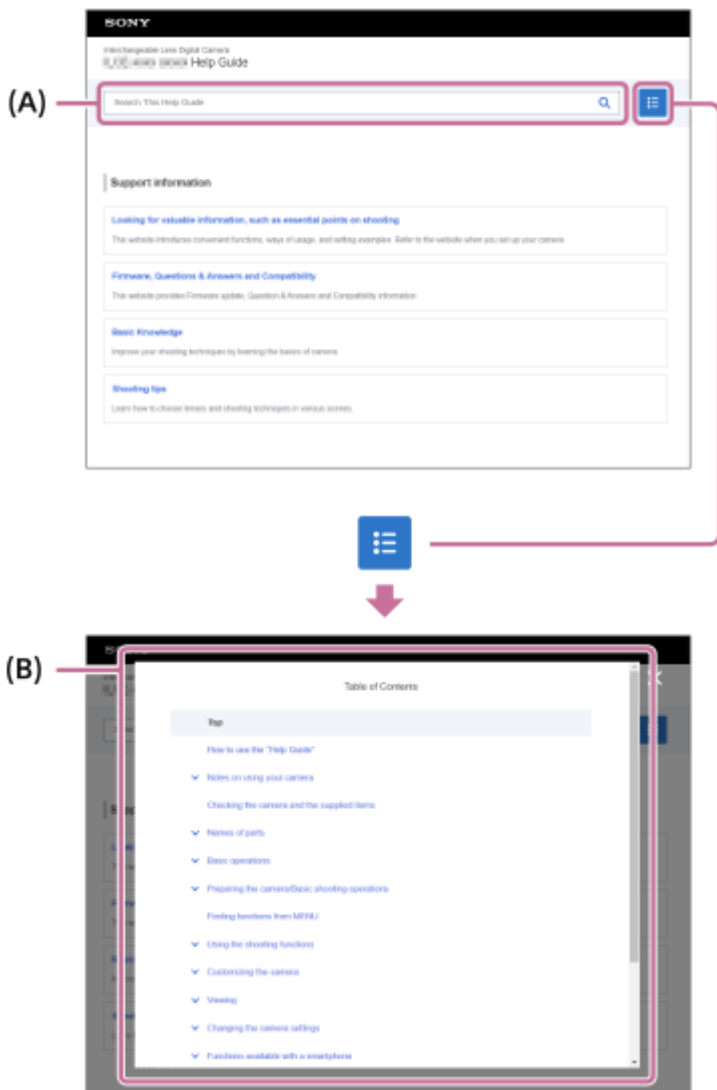 SONY
Interchangeable Lens Digital Camera
Help Guide
(A)
Search This Help Guide
Support information
Looking for valuable information, such as essential points on shooting
This website introduces convenient functions, ways of usage, and setting examples. Refer to the website when you set up your camera.
Firmware, Questions & Answers and Compatibility
This website provides Firmware update, Question & Answers and Compatibility information
Basic Knowledge
Improve your shooting techniques by learning the basics of camera.
Shooting tips
Learn how to choose lenses and shooting techniques in various scenes.
(B)
Table of Contents
Top
How to use the "Help Guide"
Notes on using your camera
Checking the camera and the supplied items
Names of parts
Basic operations
Preparing the camera/Basic shooting operations
Finding functions from MENU
Using the shooting functions
Customizing the camera
Viewing
Changing the camera settings
Functions available with a smartphone